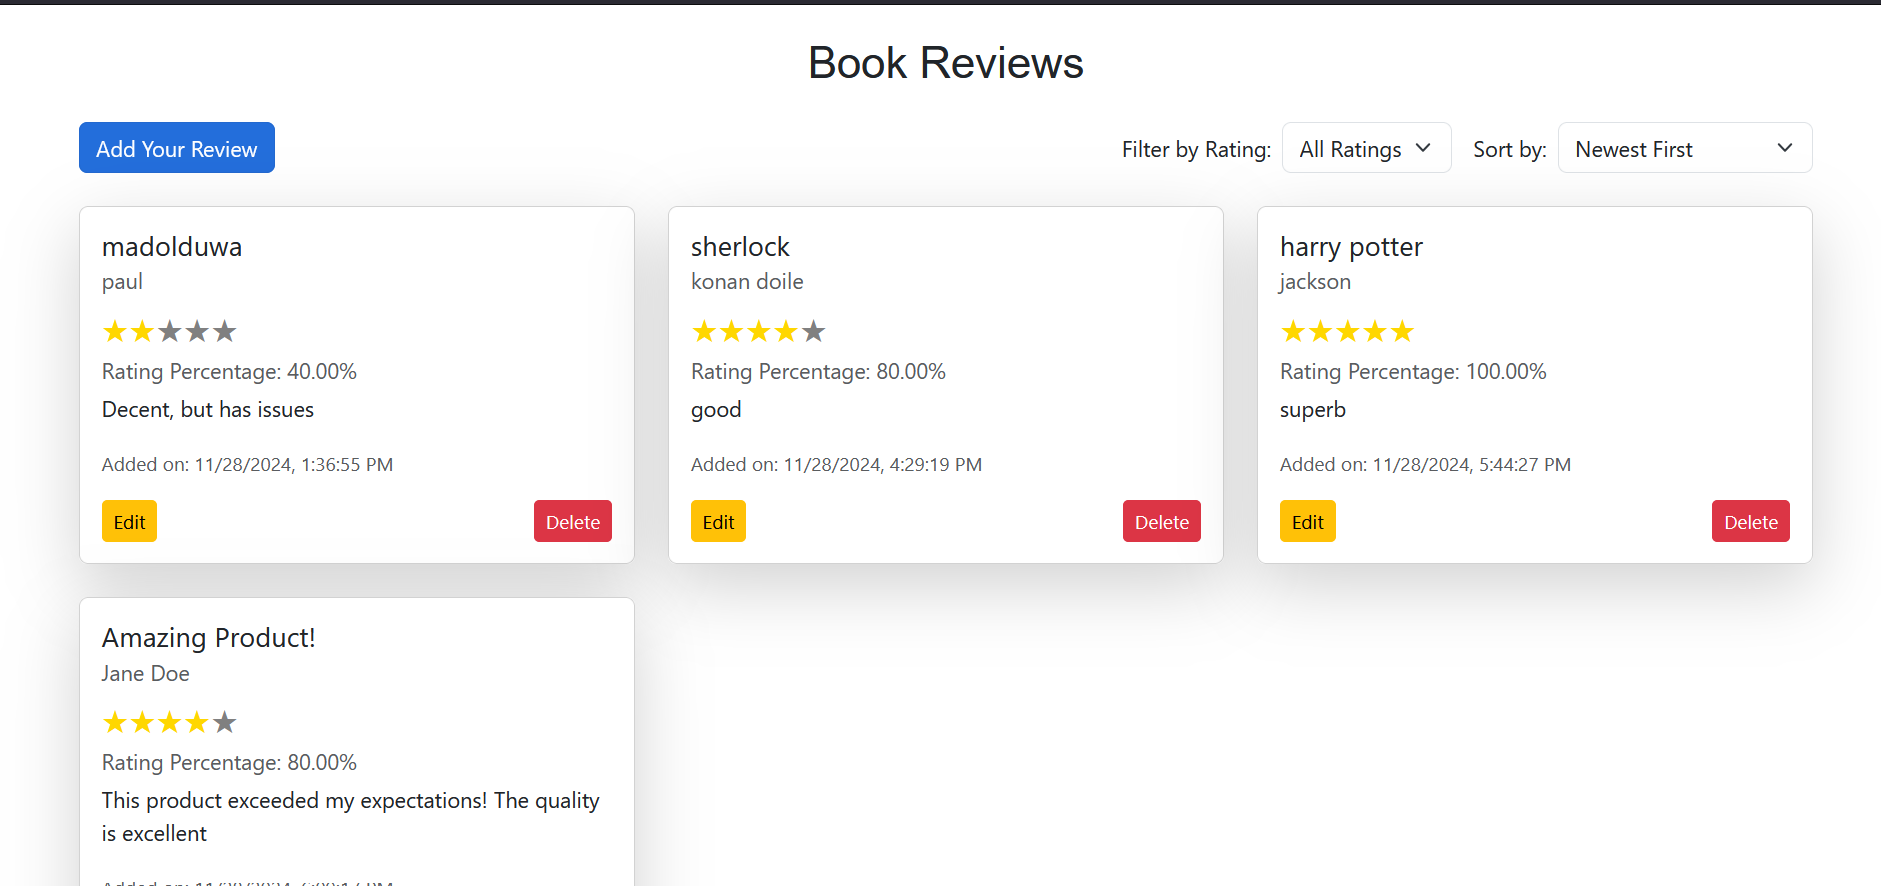 Book Reviews
Add Your Review
Filter by Rating: All Ratings Sort by: Newest First
madolduwa
paul
★★★★★
Rating Percentage: 40.00%
Decent, but has issues
Added on: 11/28/2024, 1:36:55 PM
Edit Delete
sherlock
konan doile
★★★★★
Rating Percentage: 80.00%
good
Added on: 11/28/2024, 4:29:19 PM
Edit Delete
harry potter
jackson
★★★★★
Rating Percentage: 100.00%
superb
Added on: 11/28/2024, 5:44:27 PM
Edit Delete
Amazing Product!
Jane Doe
★★★★★
Rating Percentage: 80.00%
This product exceeded my expectations! The quality
is excellent
Added on: